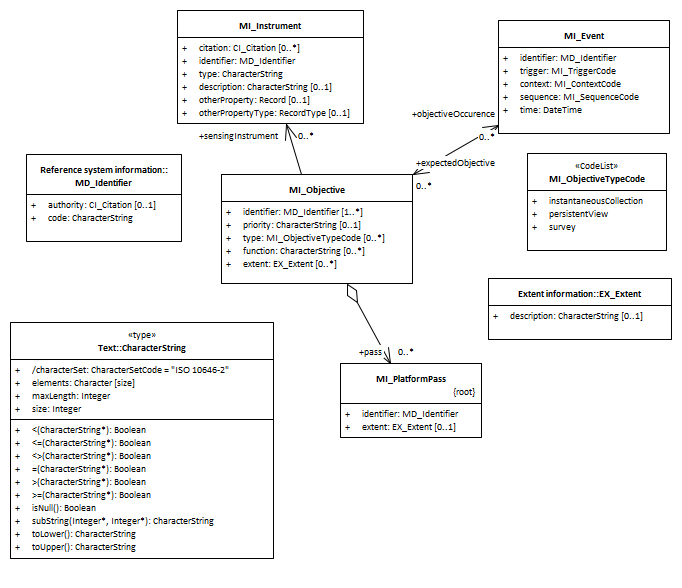 MI_Instrument
+ citation: CI_Citation [0..*]
+ identifier: MD_Identifier
+ type: CharacterString
+ description: CharacterString [0..1]
+ otherProperty: Record [0..1]
+ otherPropertyType: RecordType [0..1]
MI_Event
+ identifier: MD_Identifier
+ trigger: MI_TriggerCode
+ context: MI_ContextCode
+ sequence: MI_SequenceCode
+ time: DateTime
+objectiveOccurence
0..*
+sensingInstrument
0..*
+expectedObjective
0..*
Reference system information::
MD_Identifier
+ authority: CI_Citation [0..1]
+ code: CharacterString
MI_Objective
+ identifier: MD_Identifier [1..*]
+ priority: CharacterString [0..1]
+ type: MI_ObjectiveTypeCode [0..*]
+ function: CharacterString [0..*]
+ extent: EX_Extent [0..*]
«CodeList»
MI_ObjectiveTypeCode
+ instantaneousCollection
+ persistentView
+ survey
Extent information::EX_Extent
+ description: CharacterString [0..1]
+pass
0..*
MI_PlatformPass
{root}
+ identifier: MD_Identifier
+ extent: EX_Extent [0..1]
«type»
Text::CharacterString
+ /characterSet: CharacterSetCode = "ISO 10646-2"
+ elements: Character [size]
+ maxLength: Integer
+ size: Integer
+ <(CharacterString*): Boolean
+ <=(CharacterString*): Boolean
+ <>(CharacterString*): Boolean
+ =(CharacterString*): Boolean
+ >(CharacterString*): Boolean
+ >=(CharacterString*): Boolean
+ isNull(): Boolean
+ subString(Integer*, Integer*): CharacterString
+ toLower(): CharacterString
+ toUpper(): CharacterString